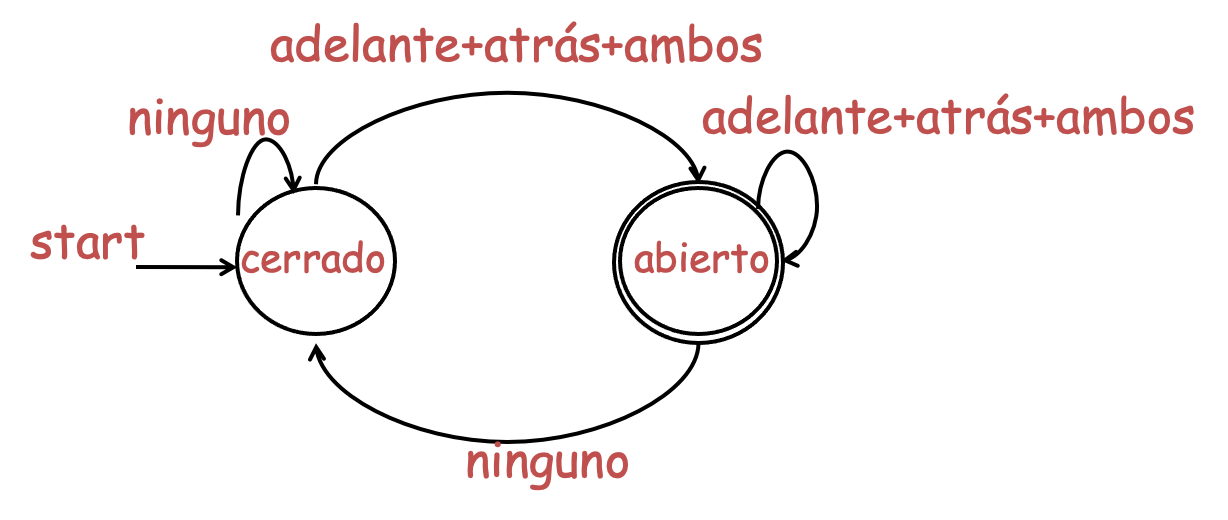 adelante+atrás+ambos
ninguno
adelante+atrás+ambos
start
cerrado
abierto
ninguno